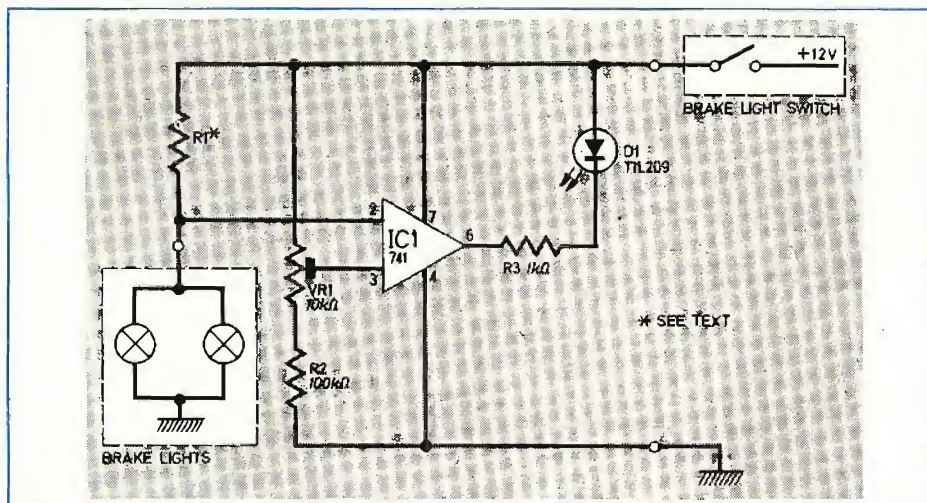 +12V
BRAKE LIGHT SWITCH
R1*
D1
TIL209
2
7
IC1
741
6
3
4
R3 1kΩ
VR1
10kΩ
* SEE TEXT
R2
100kΩ
BRAKE LIGHTS